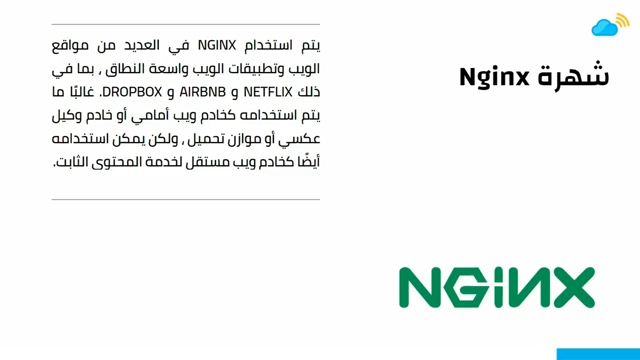 شهرة Nginx
يتم استخدام NGINX في العديد من مواقع
الويب وتطبيقات الويب واسعة النطاق ، بما في
ذلك NETFLIX و AIRBNB و DROPBOX. غالبًا ما
يتم استخدامه كخادم ويب أمامي أو خادم وكيل
عكسي أو موازن تحميل ، ولكن يمكن استخدامه
أيضًا كخادم ويب مستقل لخدمة المحتوى الثابت.
NGINX